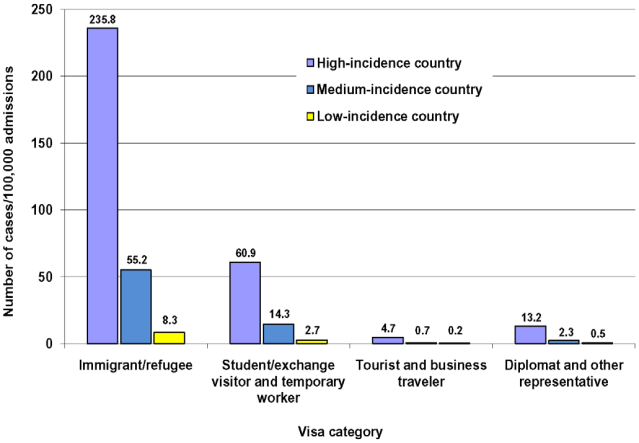 Number of cases/100,000 admissions
250
200
150
100
50
0
High-incidence country
Medium-incidence country
Low-incidence country
235.8
55.2
8.3
60.9
14.3
2.7
4.7
0.7
0.2
13.2
2.3
0.5
Immigrant/refugee
Student/exchange
visitor and temporary
worker
Tourist and business
traveler
Diplomat and other
representative
Visa category